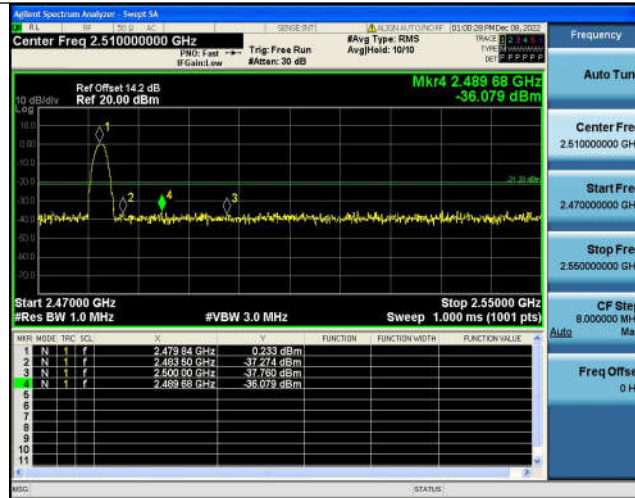 Agilent Spectrum Analyzer - Swept SA
RL RF 50 Ω AC SENSE:INT ALIGN AUTO/NO RF 01:00:28 PM Dec 08, 2022
Center Freq 2.510000000 GHz
PNO: Fast
IFGain:Low
Trig: Free Run
#Atten: 30 dB
#Avg Type: RMS
Avg|Hold: 10/10
TRACE 1 2 3 4 5 6
TYPE
DET P P P P P P
Ref Offset 14.2 dB
Ref 20.00 dBm
10 dB/div
Log
Mkr4 2.489 68 GHz
-36.079 dBm
10.0
0.00
-10.0
-20.0
-30.0
-40.0
-50.0
-60.0
-70.0
1
2
4
3
Start 2.47000 GHz
Stop 2.55000 GHz
#Res BW 1.0 MHz
#VBW 3.0 MHz
Sweep 1.000 ms (1001 pts)
MKR MODE TRC SCL X Y FUNCTION FUNCTION WIDTH FUNCTION VALUE
1 N 1 f 2.479 84 GHz 0.233 dBm
2 N 1 f 2.483 50 GHz -37.274 dBm
3 N 1 f 2.500 00 GHz -37.760 dBm
4 N 1 f 2.489 68 GHz -36.079 dBm
5
6
7
8
9
10
11
MSG
STATUS
Frequency
Auto Tun
Center Fre
2.510000000 GH
Start Fre
2.470000000 GH
Stop Fre
2.550000000 GH
CF Ste
8.000000 MH
Auto Ma
Freq Offse
0 H